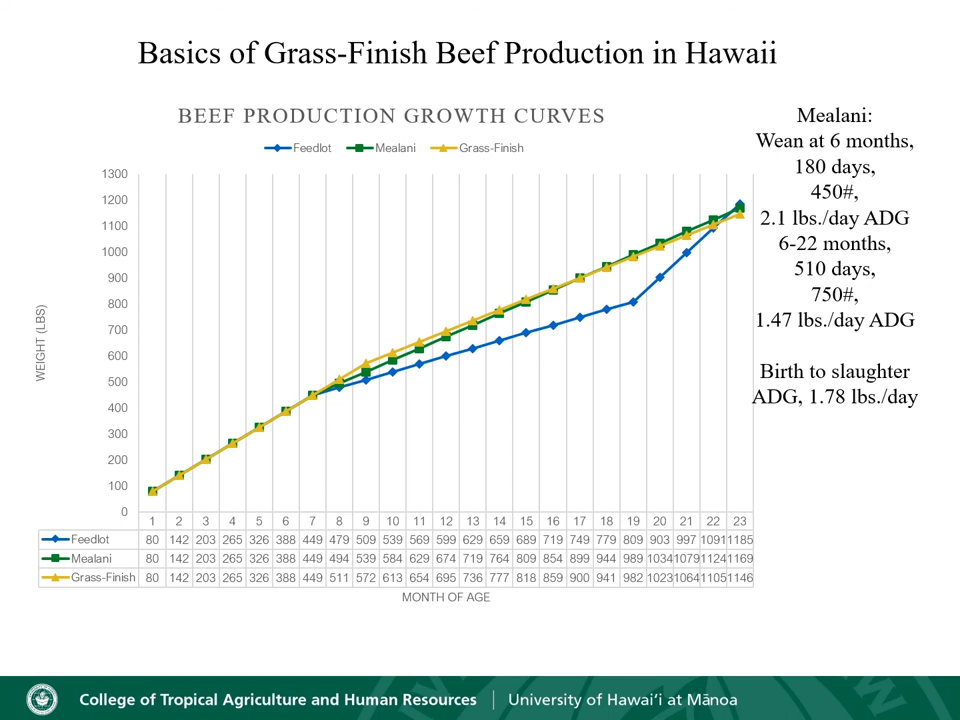 Basics of Grass-Finish Beef Production in Hawaii
BEEF PRODUCTION GROWTH CURVES
Feedlot Mealani Grass-Finish
WEIGHT (LBS)
1300
1200
1100
1000
900
800
700
600
500
400
300
200
100
0
1 2 3 4 5 6 7 8 9 10 11 12 13 14 15 16 17 18 19 20 21 22 23
Feedlot 80 142 203 265 326 388 449 479 509 539 569 599 629 659 689 719 749 779 809 903 997 1091 1185
Mealani 80 142 203 265 326 388 449 494 539 584 629 674 719 764 809 854 899 944 989 1034 1079 1124 1169
Grass-Finish 80 142 203 265 326 388 449 511 572 613 654 695 736 777 818 859 900 941 982 1023 1064 1105 1146
MONTH OF AGE
Mealani:
Wean at 6 months,
180 days,
450#,
2.1 lbs./day ADG
6-22 months,
510 days,
750#,
1.47 lbs./day ADG
Birth to slaughter
ADG, 1.78 lbs./day
College of Tropical Agriculture and Human Resources | University of Hawai‘i at Mānoa